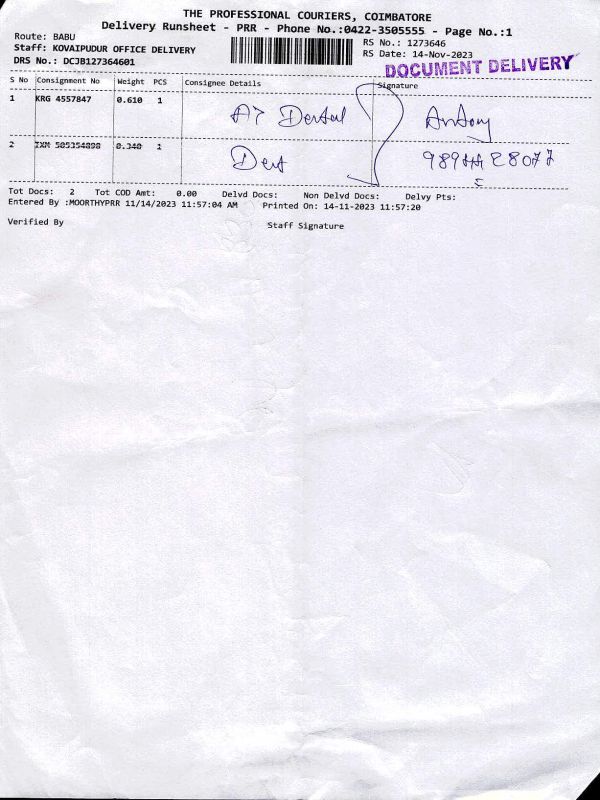 THE PROFESSIONAL COURIERS, COIMBATORE
Delivery Runsheet - PRR - Phone No.:0422-3505555 - Page No.:1
Route: BABU
RS No.: 1273646
Staff: KOVAIPUDUR OFFICE DELIVERY
RS Date: 14-Nov-2023
DRS No.: DCJB127364601
DOCUMENT DELIVERY
S No Consignment No Weight PCS Consignee Details Signature
1 KRG 4557847 0.610 1 Dental Antony
2 IXM 505354898 0.340 1 Dent
Tot Docs: 2 Tot COD Amt: 0.00 Delvd Docs: Non Delvd Docs: Delvy Pts:
Entered By :MOORTHYPRR 11/14/2023 11:57:04 AM Printed On: 14-11-2023 11:57:20
Verified By Staff Signature